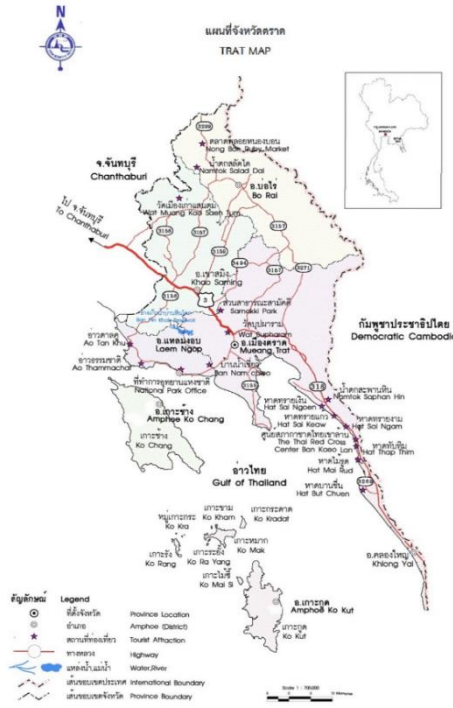 N
แผนที่จังหวัดตราด
TRAT MAP
3299
ตลาดพลอยหนองบอน
Nong Bon Ruby Market
น้ำตกสลัดได
Namtok Salad Dai
จ.จันทบุรี
Chanthaburi
อ.บ่อไร่
Bo Rai
ไป จ.จันทบุรี
To Chanthaburi
3157
3157
3157
3271
อ.เขาสมิง
Khao Saming
3
สวนสาธารณะสามัคคี
Samakki Park
วัดบุปผาราม
Wat Bupharam
อ.แหลมงอบ
Laem Ngop
อ.เมืองตราด
Mueang Trat
อ่าวตาลคู่
Ao Tan Khu
อ่าวธรรมชาติ
Ao Thammachat
ที่ทำการอุทยานแห่งชาติ
National Park Office
บ้านน้ำเชี่ยว
Ban Nam chieo
กัมพูชาประชาธิปไตย
Democratic Cambodia
318
น้ำตกสะพานหิน
Namtok Saphan Hin
หาดทรายเงิน
Hat Sai Ngoen
หาดทรายแก้ว
Hat Sai Keow
หาดทรายงาม
Hat Sai Ngam
ศูนย์สภากาชาดไทยเขาล้าน
The Thai Red Cross
Center Ban Kaeo Lan
หาดทับทิม
Hat Thap Thim
หาดไม้รูด
Hat Mai Rud
หาดบานชื่น
Hat But Chuen
อ.เกาะช้าง
Amphoe Ko Chang
เกาะช้าง
Ko Chang
อ่าวไทย
Gulf of Thailand
อ.คลองใหญ่
Khlong Yai
หมู่เกาะกระ
Ko Kra
เกาะขาม
Ko Kham
เกาะกระดาด
Ko Kradat
เกาะรัง
Ko Rang
เกาะระยั้ง
Ko Ra Yang
เกาะหมาก
Ko Mak
เกาะไม้ซี้
Ko Mai Si
อ.เกาะกูด
Amphoe Ko Kut
เกาะกูด
Ko Kut
สัญลักษณ์ Legend
ที่ตั้งจังหวัด Province Location
อำเภอ Amphoe (District)
สถานที่ท่องเที่ยว Tourist Attraction
ทางหลวง Highway
แหล่งน้ำ,แม่น้ำ Water,River
เส้นขอบเขตประเทศ International Boundary
เส้นขอบเขตจังหวัด Province Boundary